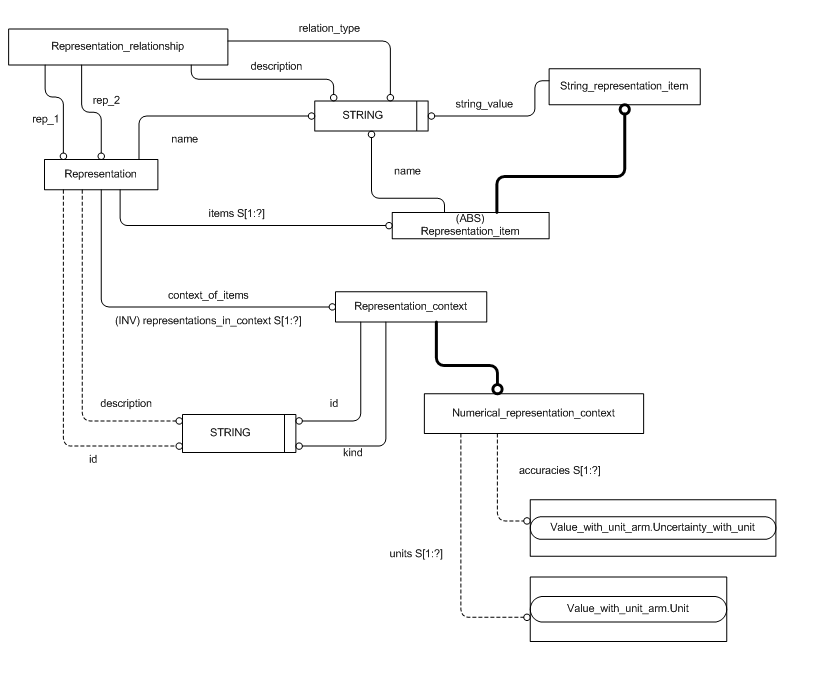 relation_type
Representation_relationship
description
String_representation_item
rep_2
string_value
rep_1
STRING
name
Representation
name
items S[1:?]
(ABS)
Representation_item
context_of_items
Representation_context
(INV) representations_in_context S[1:?]
description
id
Numerical_representation_context
STRING
id
kind
accuracies S[1:?]
Value_with_unit_arm.Uncertainty_with_unit
units S[1:?]
Value_with_unit_arm.Unit